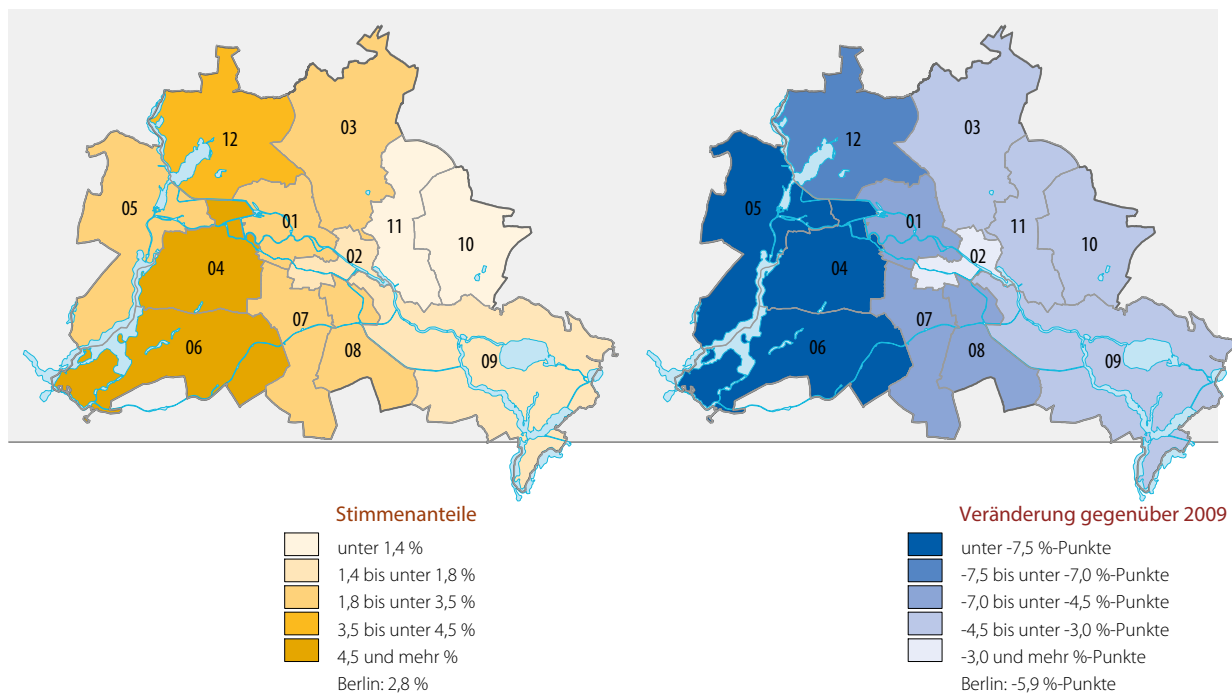 12
03
05
01
11
02
10
04
07
06
08
09
12
03
05
01
11
02
10
04
07
06
08
09
Stimmenanteile
unter 1,4 %
1,4 bis unter 1,8 %
1,8 bis unter 3,5 %
3,5 bis unter 4,5 %
4,5 und mehr %
Berlin: 2,8 %
Veränderung gegenüber 2009
unter -7,5 %-Punkte
-7,5 bis unter -7,0 %-Punkte
-7,0 bis unter -4,5 %-Punkte
-4,5 bis unter -3,0 %-Punkte
-3,0 und mehr %-Punkte
Berlin: -5,9 %-Punkte